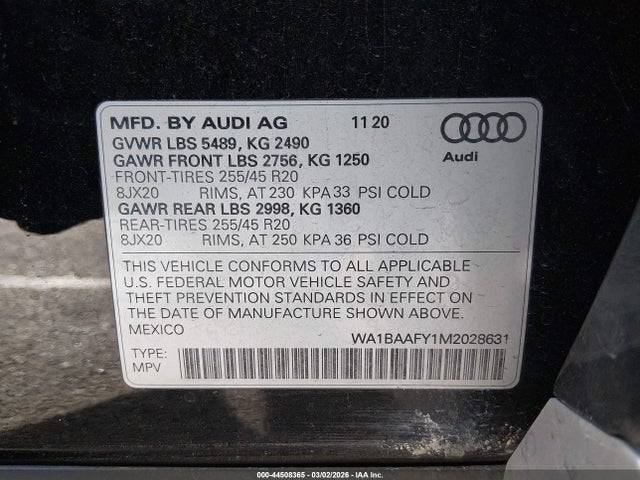 MFD. BY AUDI AG 11 20
GVWR LBS 5489, KG 2490
GAWR FRONT LBS 2756, KG 1250
FRONT-TIRES 255/45 R20
8JX20 RIMS, AT 230 KPA 33 PSI COLD
GAWR REAR LBS 2998, KG 1360
REAR-TIRES 255/45 R20
8JX20 RIMS, AT 250 KPA 36 PSI COLD
Audi
THIS VEHICLE CONFORMS TO ALL APPLICABLE
U.S. FEDERAL MOTOR VEHICLE SAFETY AND
THEFT PREVENTION STANDARDS IN EFFECT ON
THE DATE OF MANUFACTURE SHOWN ABOVE.
MEXICO WA1BAAFY1M2028631
TYPE:
MPV
000-44508365 | 03/02/2026 | IAA Inc.